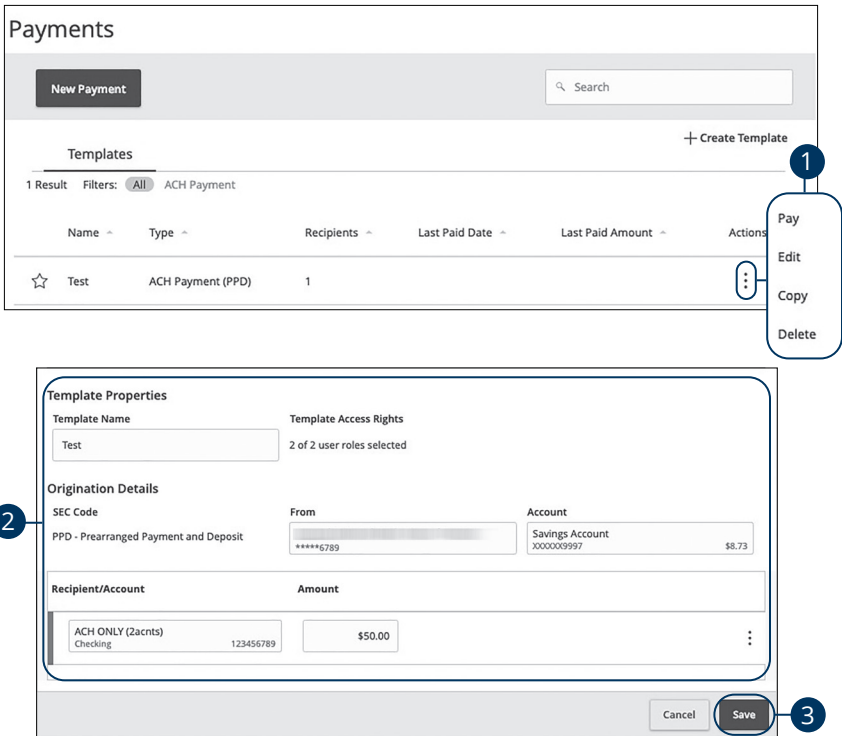 Payments
New Payment
Search
Create Template
Templates
1 Result Filters: All ACH Payment
1
Name Type Recipients Last Paid Date Last Paid Amount Actions
Test ACH Payment (PPD) 1
Pay
Edit
Copy
Delete
Template Properties
Template Name Template Access Rights
Test 2 of 2 user roles selected
Origination Details
SEC Code From Account
2
PPD - Prearranged Payment and Deposit
*****6789
Savings Account
XXXXXX9997 $8.73
Recipient/Account Amount
ACH ONLY (2acnts) $50.00
Checking 123456789
Cancel Save
3